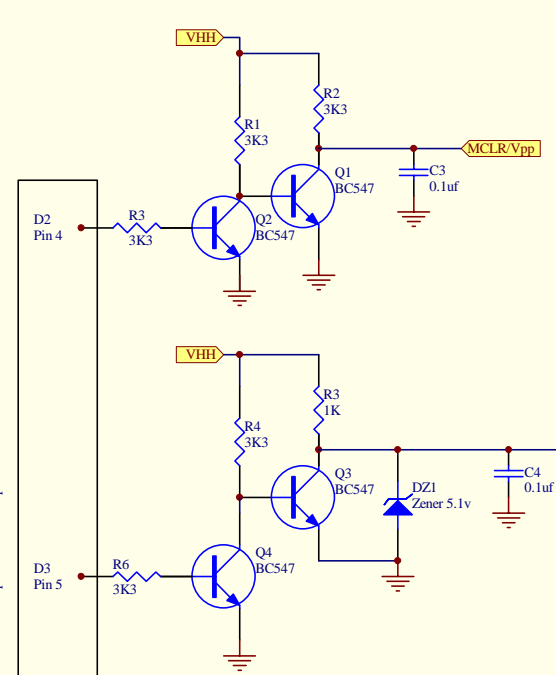 VHH
R2
3K3
R1
3K3
MCLR/Vpp
C3
0.1uf
Q1
BC547
D2
Pin 4
R3
3K3
Q2
BC547
VHH
R3
1K
R4
3K3
Q3
BC547
DZ1
Zener 5.1v
C4
0.1uf
D3
Pin 5
R6
3K3
Q4
BC547